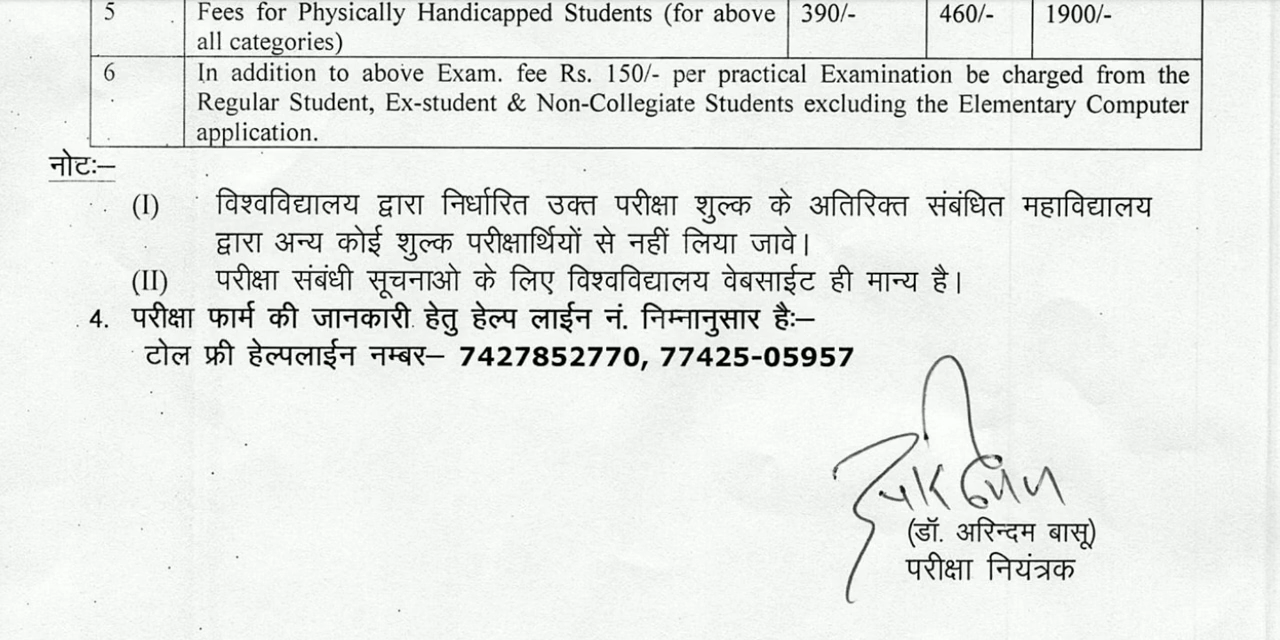 5 Fees for Physically Handicapped Students (for above 390/- 460/- 1900/-
all categories)
6 In addition to above Exam. fee Rs. 150/- per practical Examination be charged from the
Regular Student, Ex-student & Non-Collegiate Students excluding the Elementary Computer
application.
नोटः–
(I) विश्वविद्यालय द्वारा निर्धारित उक्त परीक्षा शुल्क के अतिरिक्त संबंधित महाविद्यालय
द्वारा अन्य कोई शुल्क परीक्षार्थियों से नहीं लिया जावे।
(II) परीक्षा संबंधी सूचनाओ के लिए विश्वविद्यालय वेबसाईट ही मान्य है।
4. परीक्षा फार्म की जानकारी हेतु हेल्प लाईन नं. निम्नानुसार हैः–
टोल फ्री हेल्पलाईन नम्बर– 7427852770, 77425-05957
(डॉ. अरिन्दम बासू)
परीक्षा नियंत्रक